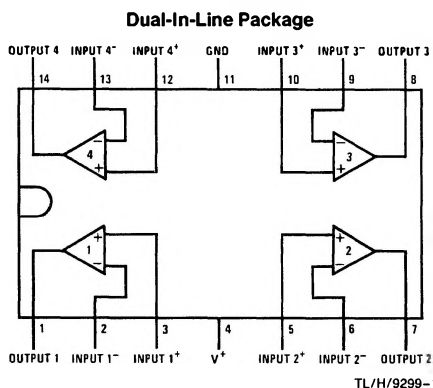 Dual-In-Line Package
OUTPUT 4 INPUT 4- INPUT 4+ GND INPUT 3+ INPUT 3- OUTPUT 3
14 13 12 11 10 9 8
- -
4 3
+ +
+ +
1 2
- -
1 2 3 4 5 6 7
OUTPUT 1 INPUT 1- INPUT 1+ V+ INPUT 2+ INPUT 2- OUTPUT 2
TL/H/9299-